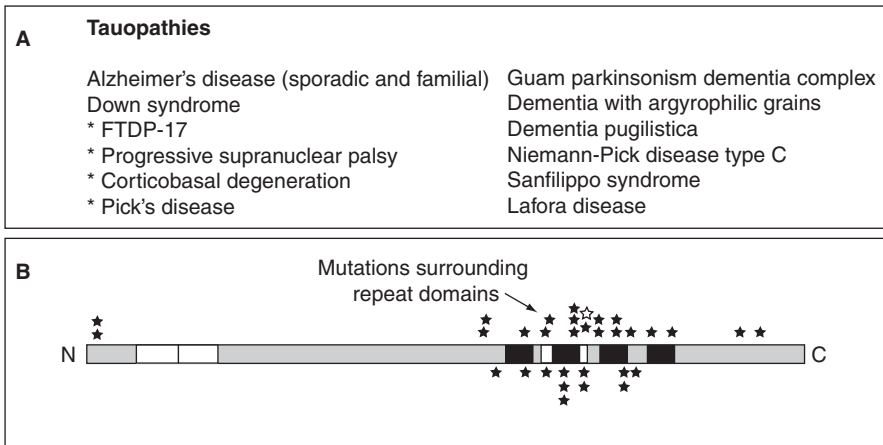 A
Tauopathies
Alzheimer's disease (sporadic and familial)
Down syndrome
* FTDP-17
* Progressive supranuclear palsy
* Corticobasal degeneration
* Pick's disease
Guam parkinsonism dementia complex
Dementia with argyrophilic grains
Dementia pugilistica
Niemann-Pick disease type C
Sanfilippo syndrome
Lafora disease
B
Mutations surrounding
repeat domains
N
C